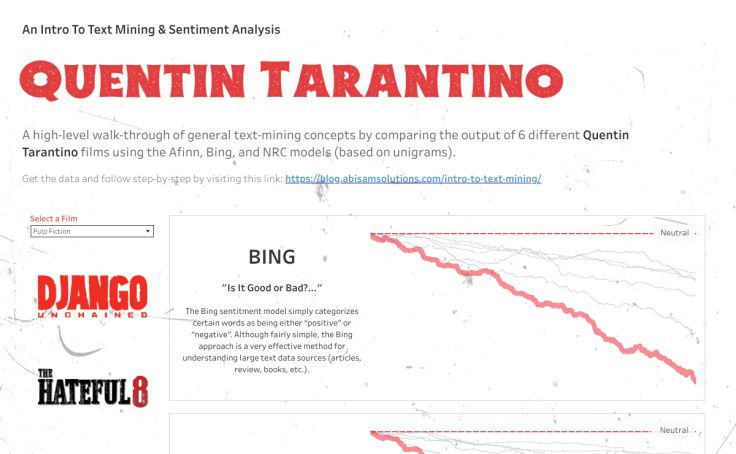 An Intro To Text Mining & Sentiment Analysis
QUENTIN TARANTINO
A high-level walk-through of general text-mining concepts by comparing the output of 6 different Quentin
Tarantino films using the Afinn, Bing, and NRC models (based on unigrams).
Get the data and follow step-by-step by visiting this link: https://blog.abisamsolutions.com/intro-to-text-mining/
Select a Film
Pulp Fiction
DJANGO
UNCHAINED
THE
HATEFUL 8
BING
"Is It Good or Bad?..."
The Bing sentitment model simply categorizes
certain words as being either "positive" or
"negative". Although fairly simple, the Bing
approach is a very effective method for
understanding large text data sources (articles,
review, books, etc.).
Neutral
Neutral